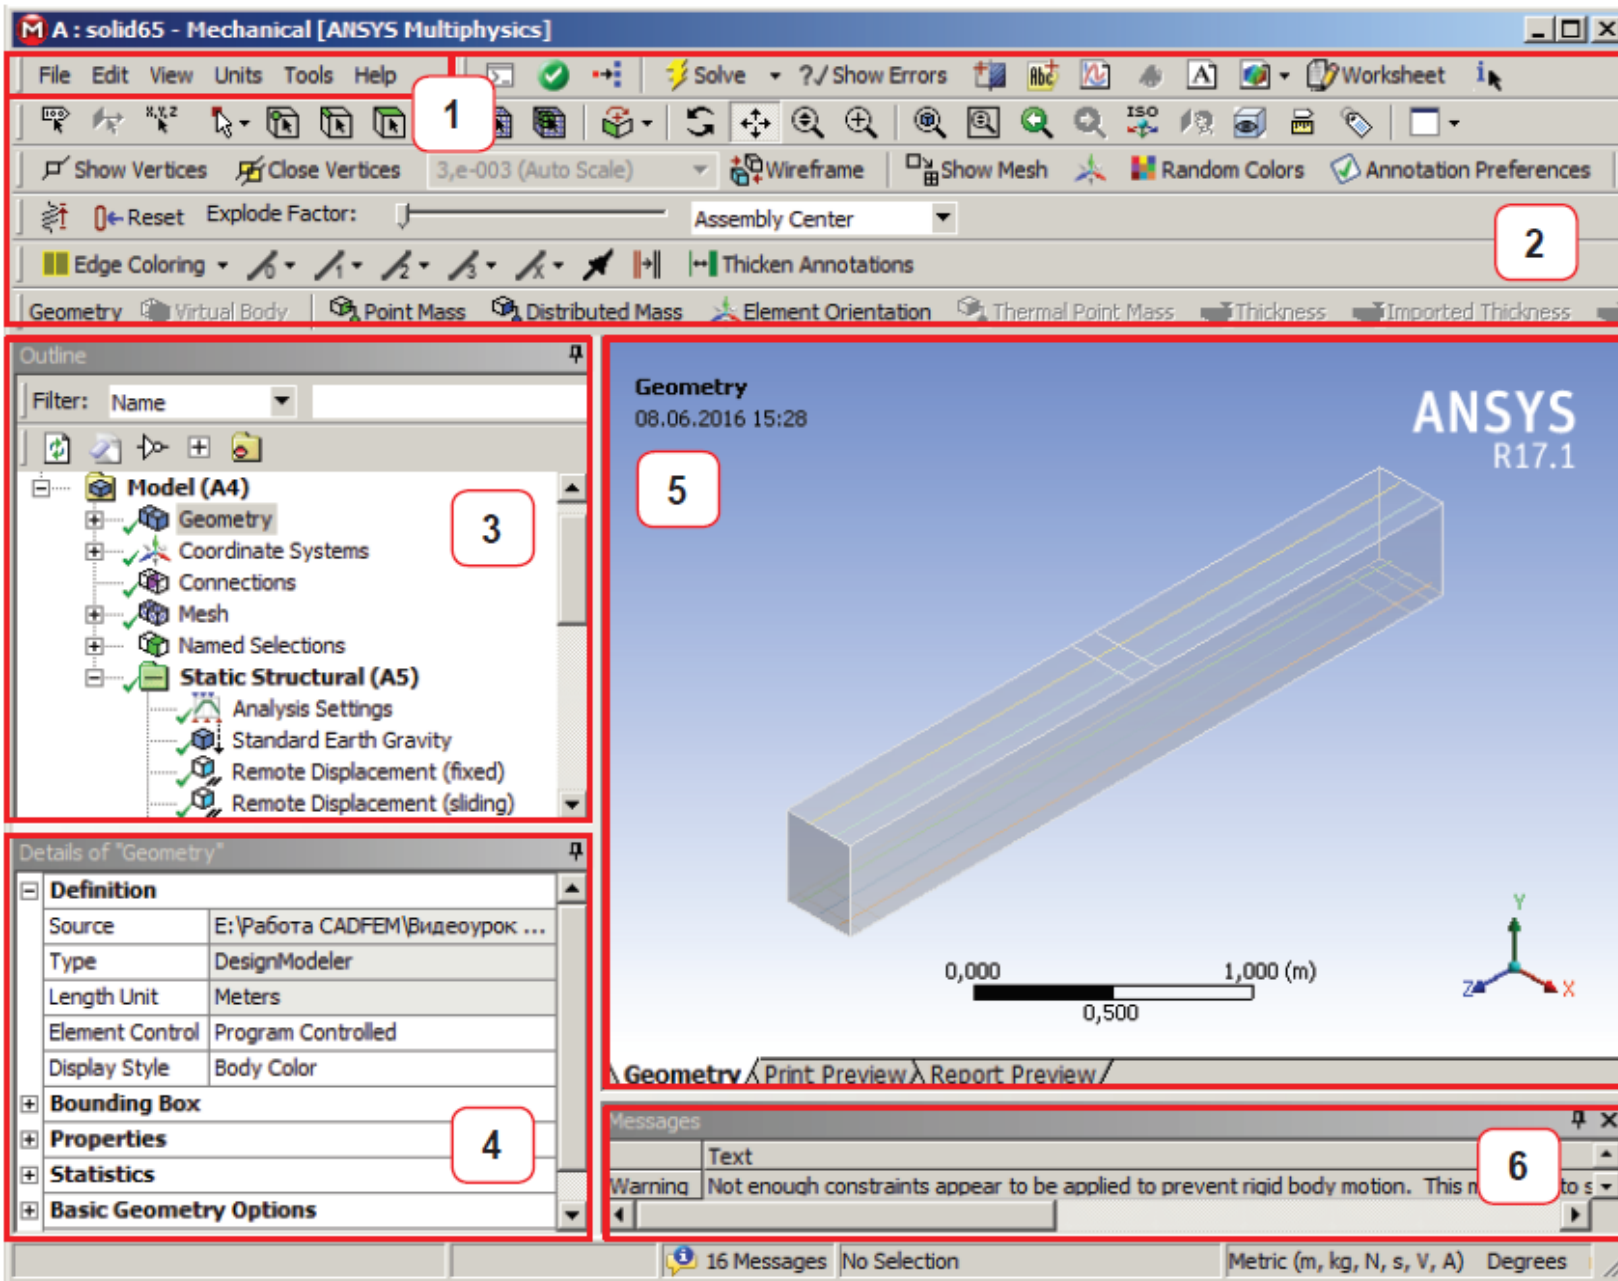 A : solid65 - Mechanical [ANSYS Multiphysics]
File Edit View Units Tools Help
Solve ?✓ Show Errors Worksheet
1
Show Vertices Close Vertices 3,e-003 (Auto Scale) Wireframe Show Mesh Random Colors Annotation Preferences
Reset Explode Factor: Assembly Center
2
Edge Coloring Thicken Annotations
Geometry Virtual Body Point Mass Distributed Mass Element Orientation Thermal Point Mass Thickness Imported Thickness
Outline
Filter: Name
Model (A4)
Geometry
3
Coordinate Systems
Connections
Mesh
Named Selections
Static Structural (A5)
Analysis Settings
Standard Earth Gravity
Remote Displacement (fixed)
Remote Displacement (sliding)
Details of "Geometry"
Definition
Source E:\Работа CADFEM\Видеоурок ...
Type DesignModeler
Length Unit Meters
Element Control Program Controlled
Display Style Body Color
Bounding Box
Properties
4
Statistics
Basic Geometry Options
Geometry
08.06.2016 15:28
ANSYS
R17.1
5
0,000 1,000 (m)
0,500
Y
Z X
Geometry Print Preview Report Preview
Messages
Text
6
Warning Not enough constraints appear to be applied to prevent rigid body motion. This
16 Messages No Selection Metric (m, kg, N, s, V, A) Degrees